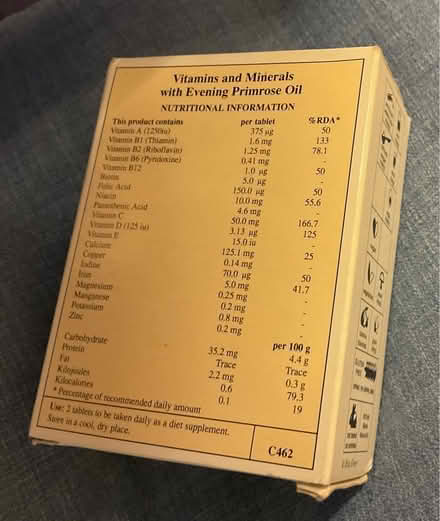 Vitamins and Minerals
with Evening Primrose Oil
NUTRITIONAL INFORMATION
This product contains per tablet %RDA*
Vitamin A (1250iu) 375 µg 50
Vitamin B1 (Thiamin) 1.6 mg 133
Vitamin B2 (Riboflavin) 1.25 mg 78.1
Vitamin B6 (Pyridoxine) 0.41 mg -
Vitamin B12 1.0 µg 50
Biotin 5.0 µg -
Folic Acid 150.0 µg 50
Niacin 10.0 mg 55.6
Pantothenic Acid 4.6 mg -
Vitamin C 50.0 mg 166.7
Vitamin D (125 iu) 3.13 µg 125
Vitamin E 15.0 iu -
Calcium 125.1 mg 25
Copper 0.14 mg -
Iodine 70.0 µg 50
Iron 5.0 mg 41.7
Magnesium 0.25 mg -
Manganese 0.2 mg -
Potassium 0.8 mg -
Zinc 0.2 mg -
per 100 g
Carbohydrate 35.2 mg 4.4 g
Protein Trace Trace
Fat 2.2 mg 0.3 g
Kilojoules 0.6 79.3
Kilocalories 0.1 19
* Percentage of recommended daily amount
Use: 2 tablets to be taken daily as a diet supplement.
Store in a cool, dry place.
C462